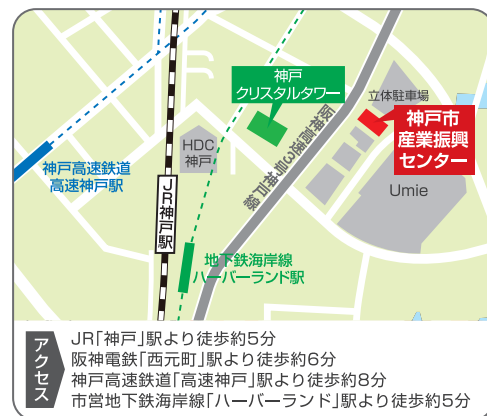 神戸
クリスタルタワー
立体駐車場
神戸市
産業振興
センター
阪神高速3号神戸線
HDC
神戸
神戸高速鉄道
高速神戸駅
JR神戸駅
Umie
地下鉄海岸線
ハーバーランド駅
アクセス
JR「神戸」駅より徒歩約5分
阪神電鉄「西元町」駅より徒歩約6分
神戸高速鉄道「高速神戸」駅より徒歩約8分
市営地下鉄海岸線「ハーバーランド」駅より徒歩約5分